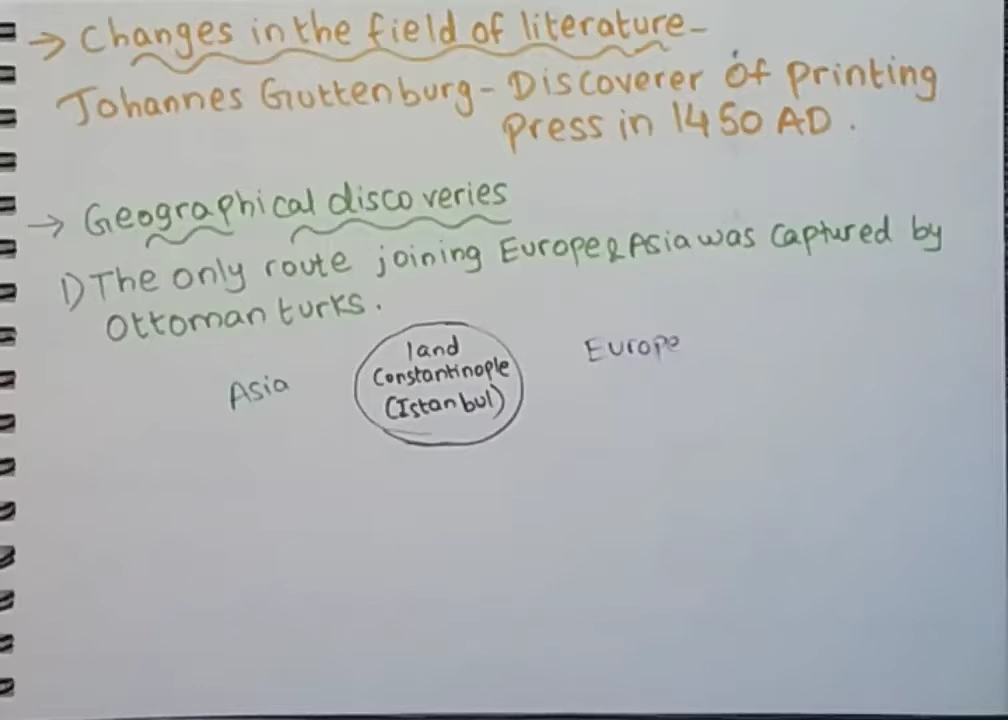 → Changes in the field of literature-
Johannes Guttenburg - Discoverer of printing
press in 1450 AD.
→ Geographical discoveries
1) The only route joining Europe & Asia was captured by
Ottoman turks.
Asia
land
Constantinople
(Istanbul)
Europe